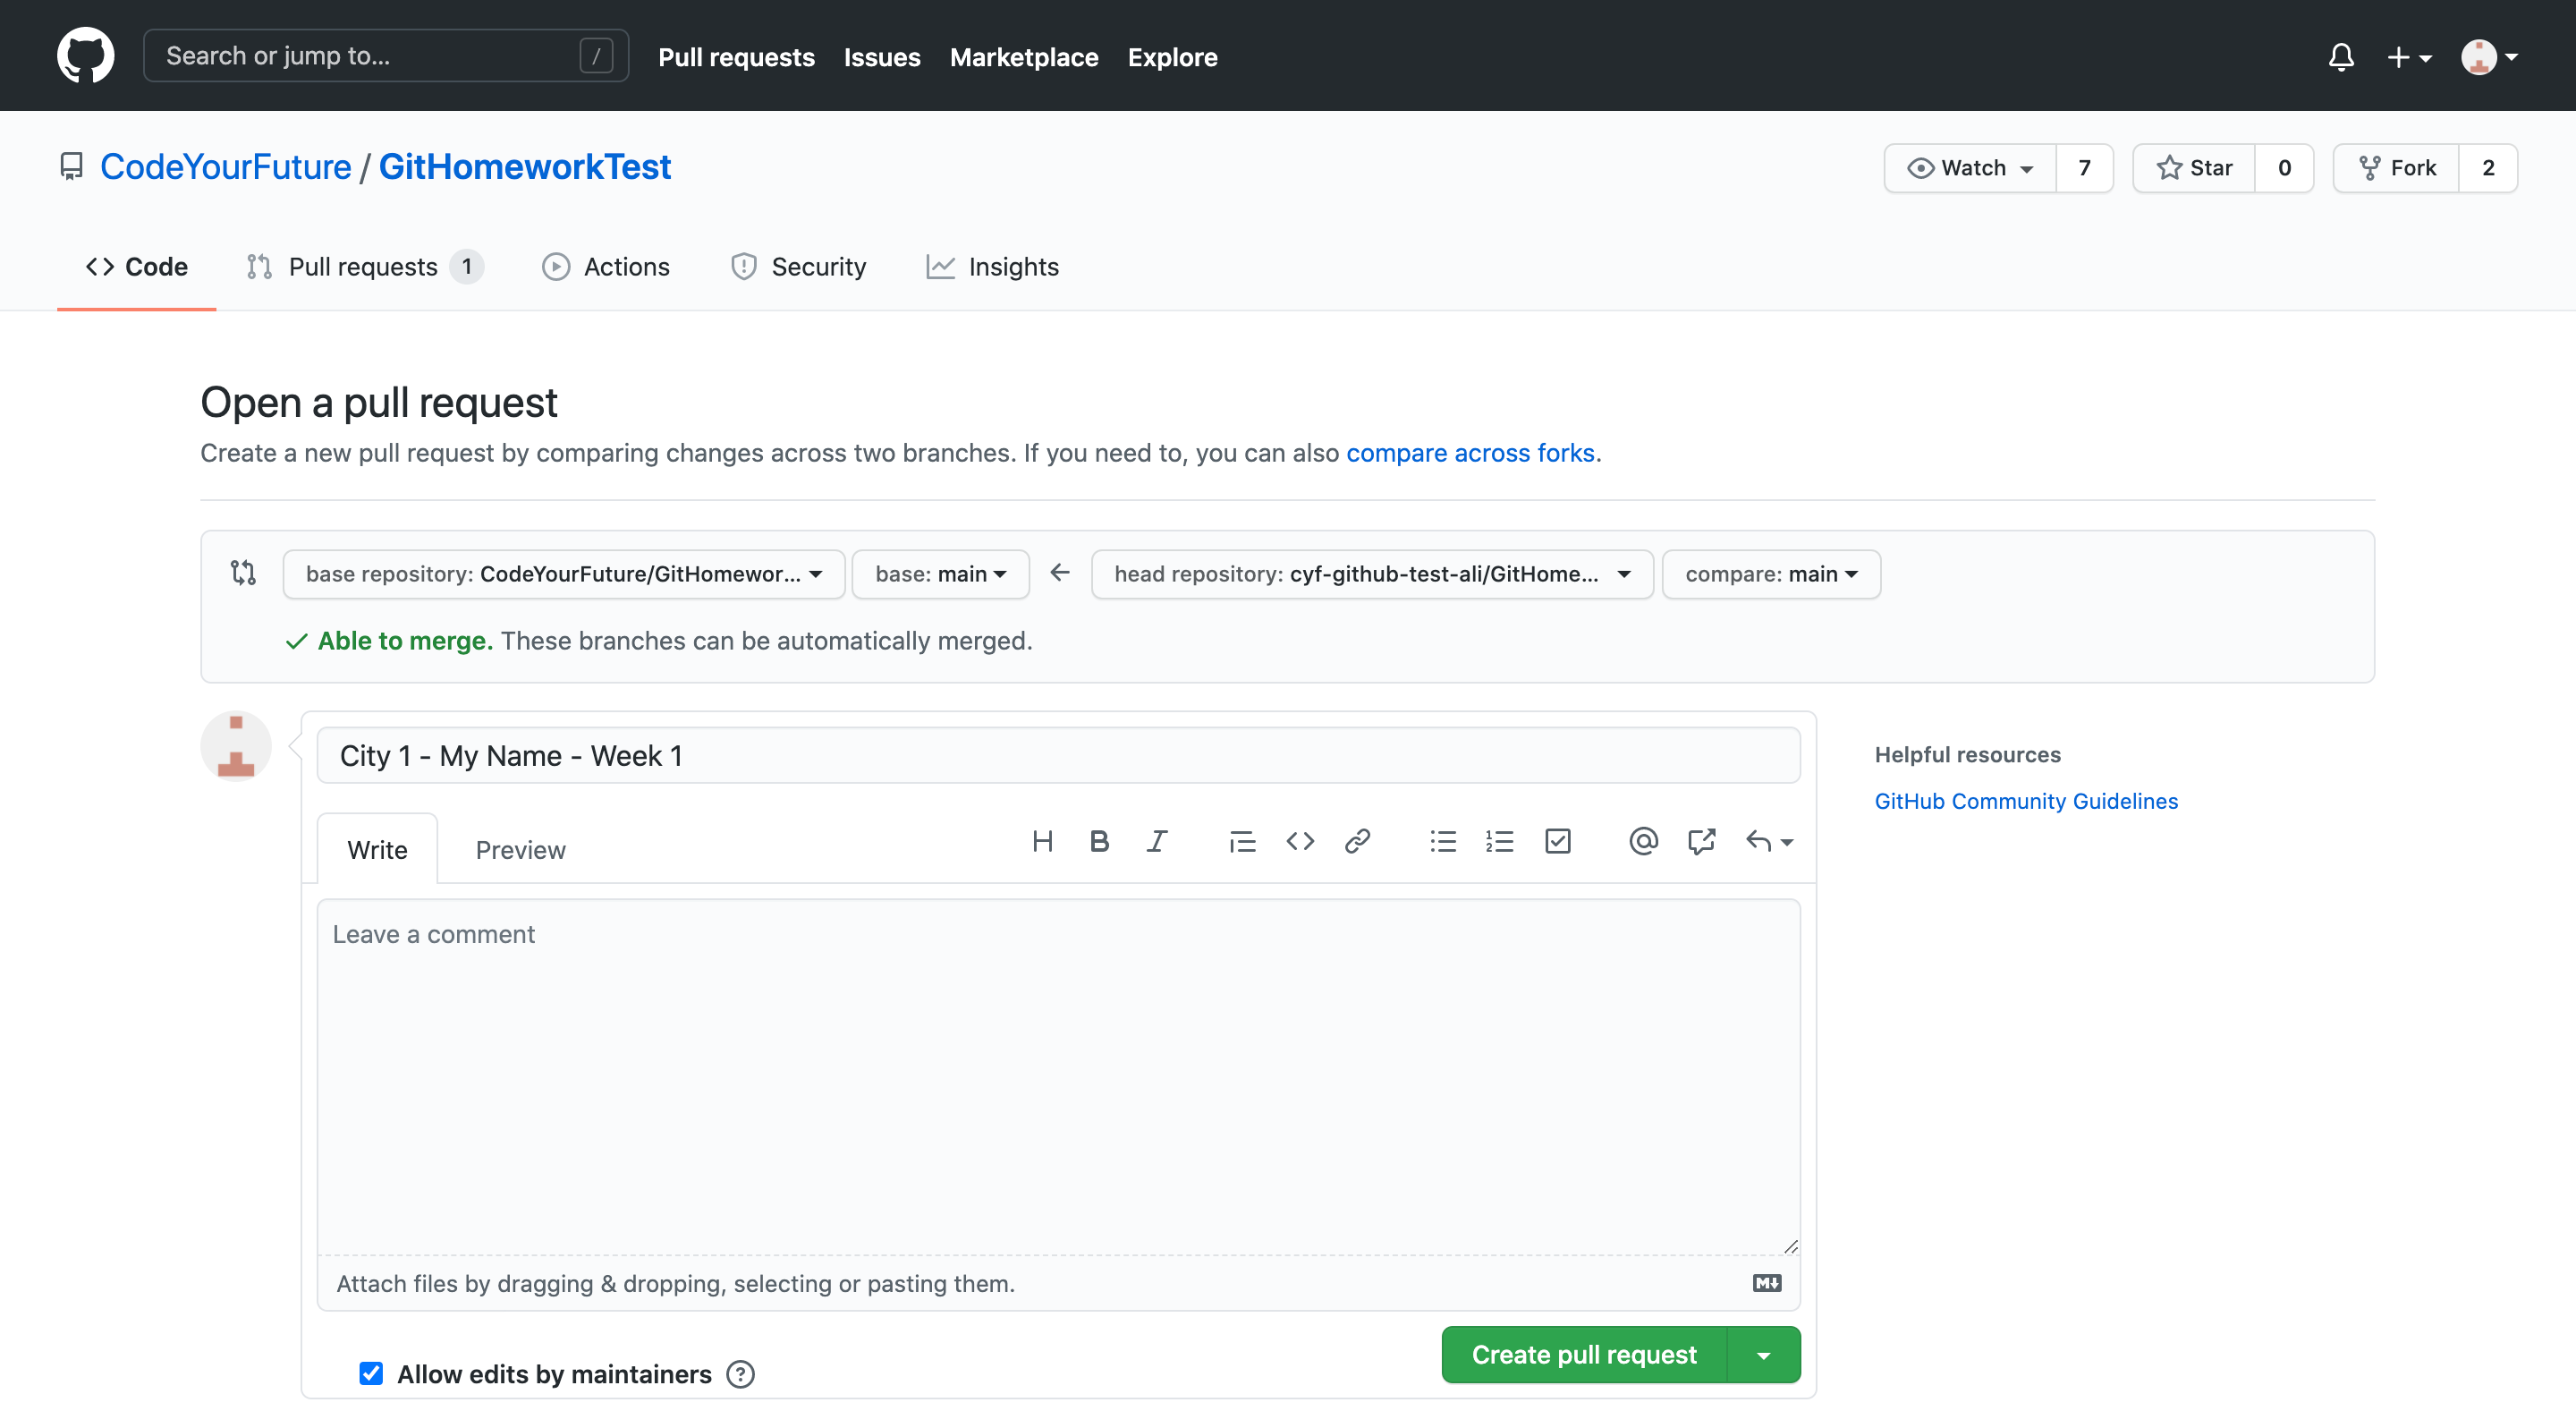 Search or jump to... / Pull requests Issues Marketplace Explore
CodeYourFuture / GitHomeworkTest Watch 7 Star 0 Fork 2
Code Pull requests 1 Actions Security Insights
Open a pull request
Create a new pull request by comparing changes across two branches. If you need to, you can also compare across forks.
base repository: CodeYourFuture/GitHomewor... base: main ← head repository: cyf-github-test-ali/GitHome... compare: main
Able to merge. These branches can be automatically merged.
City 1 - My Name - Week 1
Helpful resources
GitHub Community Guidelines
Write Preview
Leave a comment
Attach files by dragging & dropping, selecting or pasting them.
Create pull request
Allow edits by maintainers